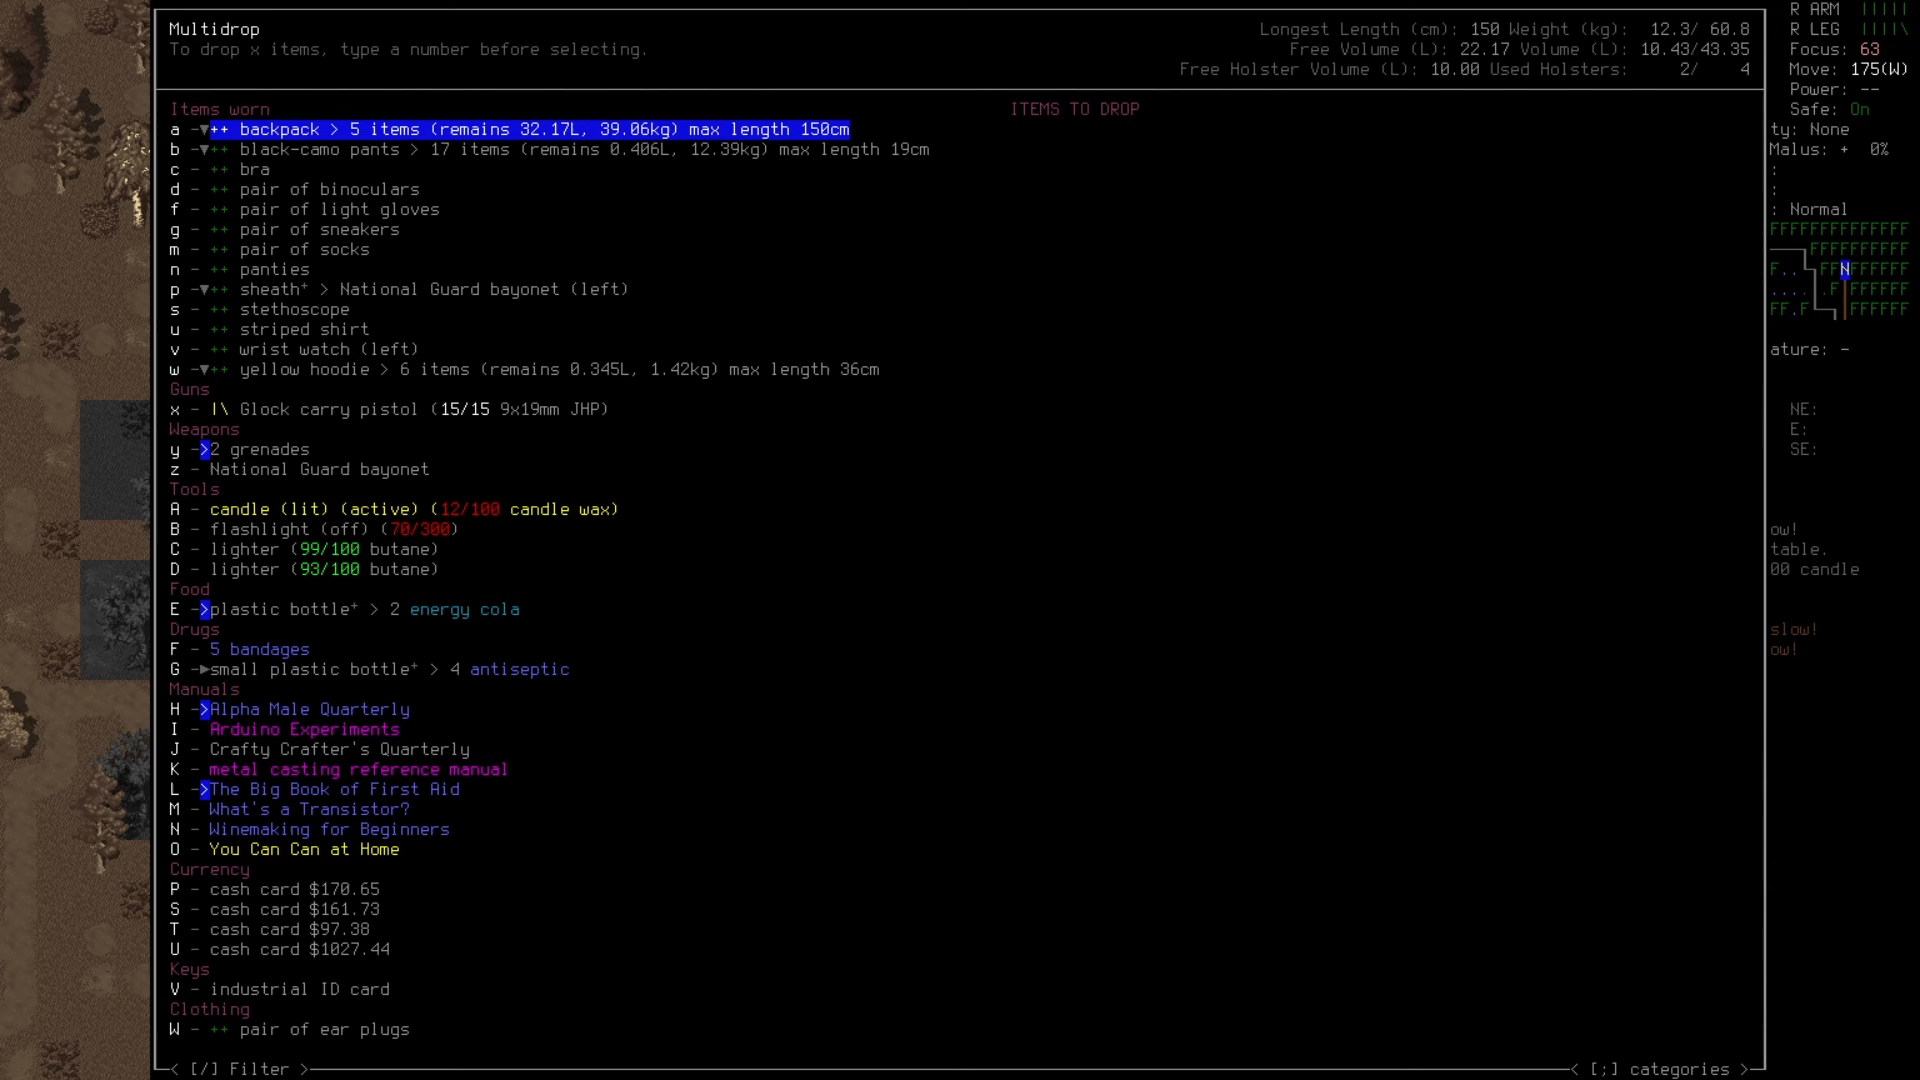 Multidrop
To drop x items, type a number before selecting.
Longest Length (cm): 150 Weight (kg): 12.3/ 60.8
Free Volume (L): 22.17 Volume (L): 10.43/43.35
Free Holster Volume (L): 10.00 Used Holsters: 2/ 4
Items worn
ITEMS TO DROP
a -▼++ backpack > 5 items (remains 32.17L, 39.06kg) max length 150cm
b -▼++ black-camo pants > 17 items (remains 0.406L, 12.39kg) max length 19cm
c - ++ bra
d - ++ pair of binoculars
f - ++ pair of light gloves
g - ++ pair of sneakers
m - ++ pair of socks
n - ++ panties
p -▼++ sheath⁺ > National Guard bayonet (left)
s - ++ stethoscope
u - ++ striped shirt
v - ++ wrist watch (left)
w -▼++ yellow hoodie > 6 items (remains 0.345L, 1.42kg) max length 36cm
Guns
x - |\ Glock carry pistol (15/15 9x19mm JHP)
Weapons
y ->2 grenades
z - National Guard bayonet
Tools
A - candle (lit) (active) (12/100 candle wax)
B - flashlight (off) (70/300)
C - lighter (99/100 butane)
D - lighter (93/100 butane)
Food
E ->plastic bottle⁺ > 2 energy cola
Drugs
F - 5 bandages
G -▶small plastic bottle⁺ > 4 antiseptic
Manuals
H ->Alpha Male Quarterly
I - Arduino Experiments
J - Crafty Crafter's Quarterly
K - metal casting reference manual
L ->The Big Book of First Aid
M - What's a Transistor?
N - Winemaking for Beginners
O - You Can Can at Home
Currency
P - cash card $170.65
S - cash card $161.73
T - cash card $97.38
U - cash card $1027.44
Keys
V - industrial ID card
Clothing
W - ++ pair of ear plugs
< [/] Filter >
< [;] categories >
R ARM |||||
R LEG ||||\
Focus: 63
Move: 175(W)
Power: --
Safe: On
ty: None
Malus: + 0%
:
:
: Normal
FFFFFFFFFFFFFF
FFFFFFFFFF
F.. FFNFFFFFF
.... .F FFFFFF
FF.F FFFFFF
ature: -
NE:
E:
SE:
ow!
table.
00 candle
slow!
ow!